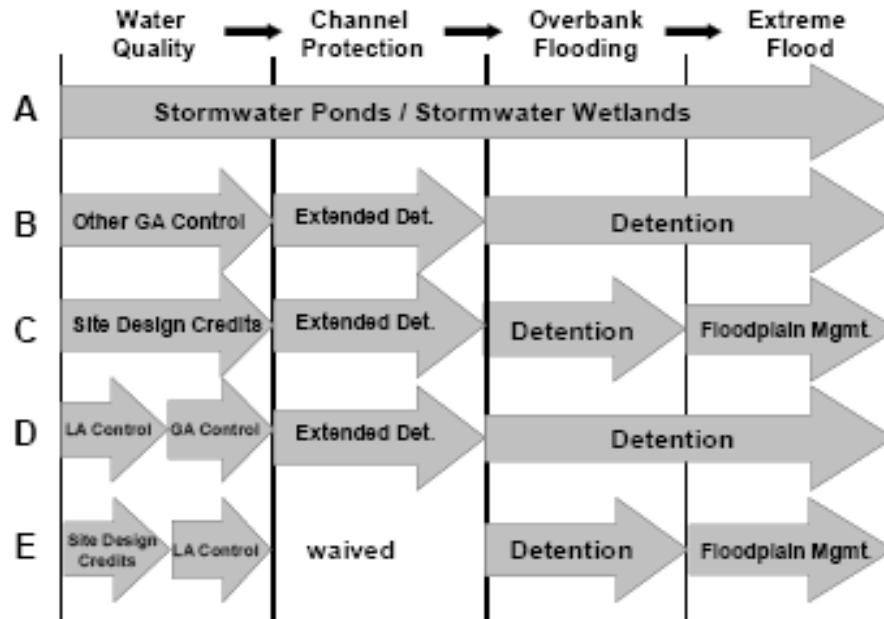 Water Quality
Channel Protection
Overbank Flooding
Extreme Flood
A
Stormwater Ponds / Stormwater Wetlands
B
Other GA Control
Extended Det.
Detention
C
Site Design Credits
Extended Det.
Detention
Floodplain Mgmt.
D
LA Control
GA Control
Extended Det.
Detention
E
Site Design
Credits
LA Control
waived
Detention
Floodplain Mgmt.